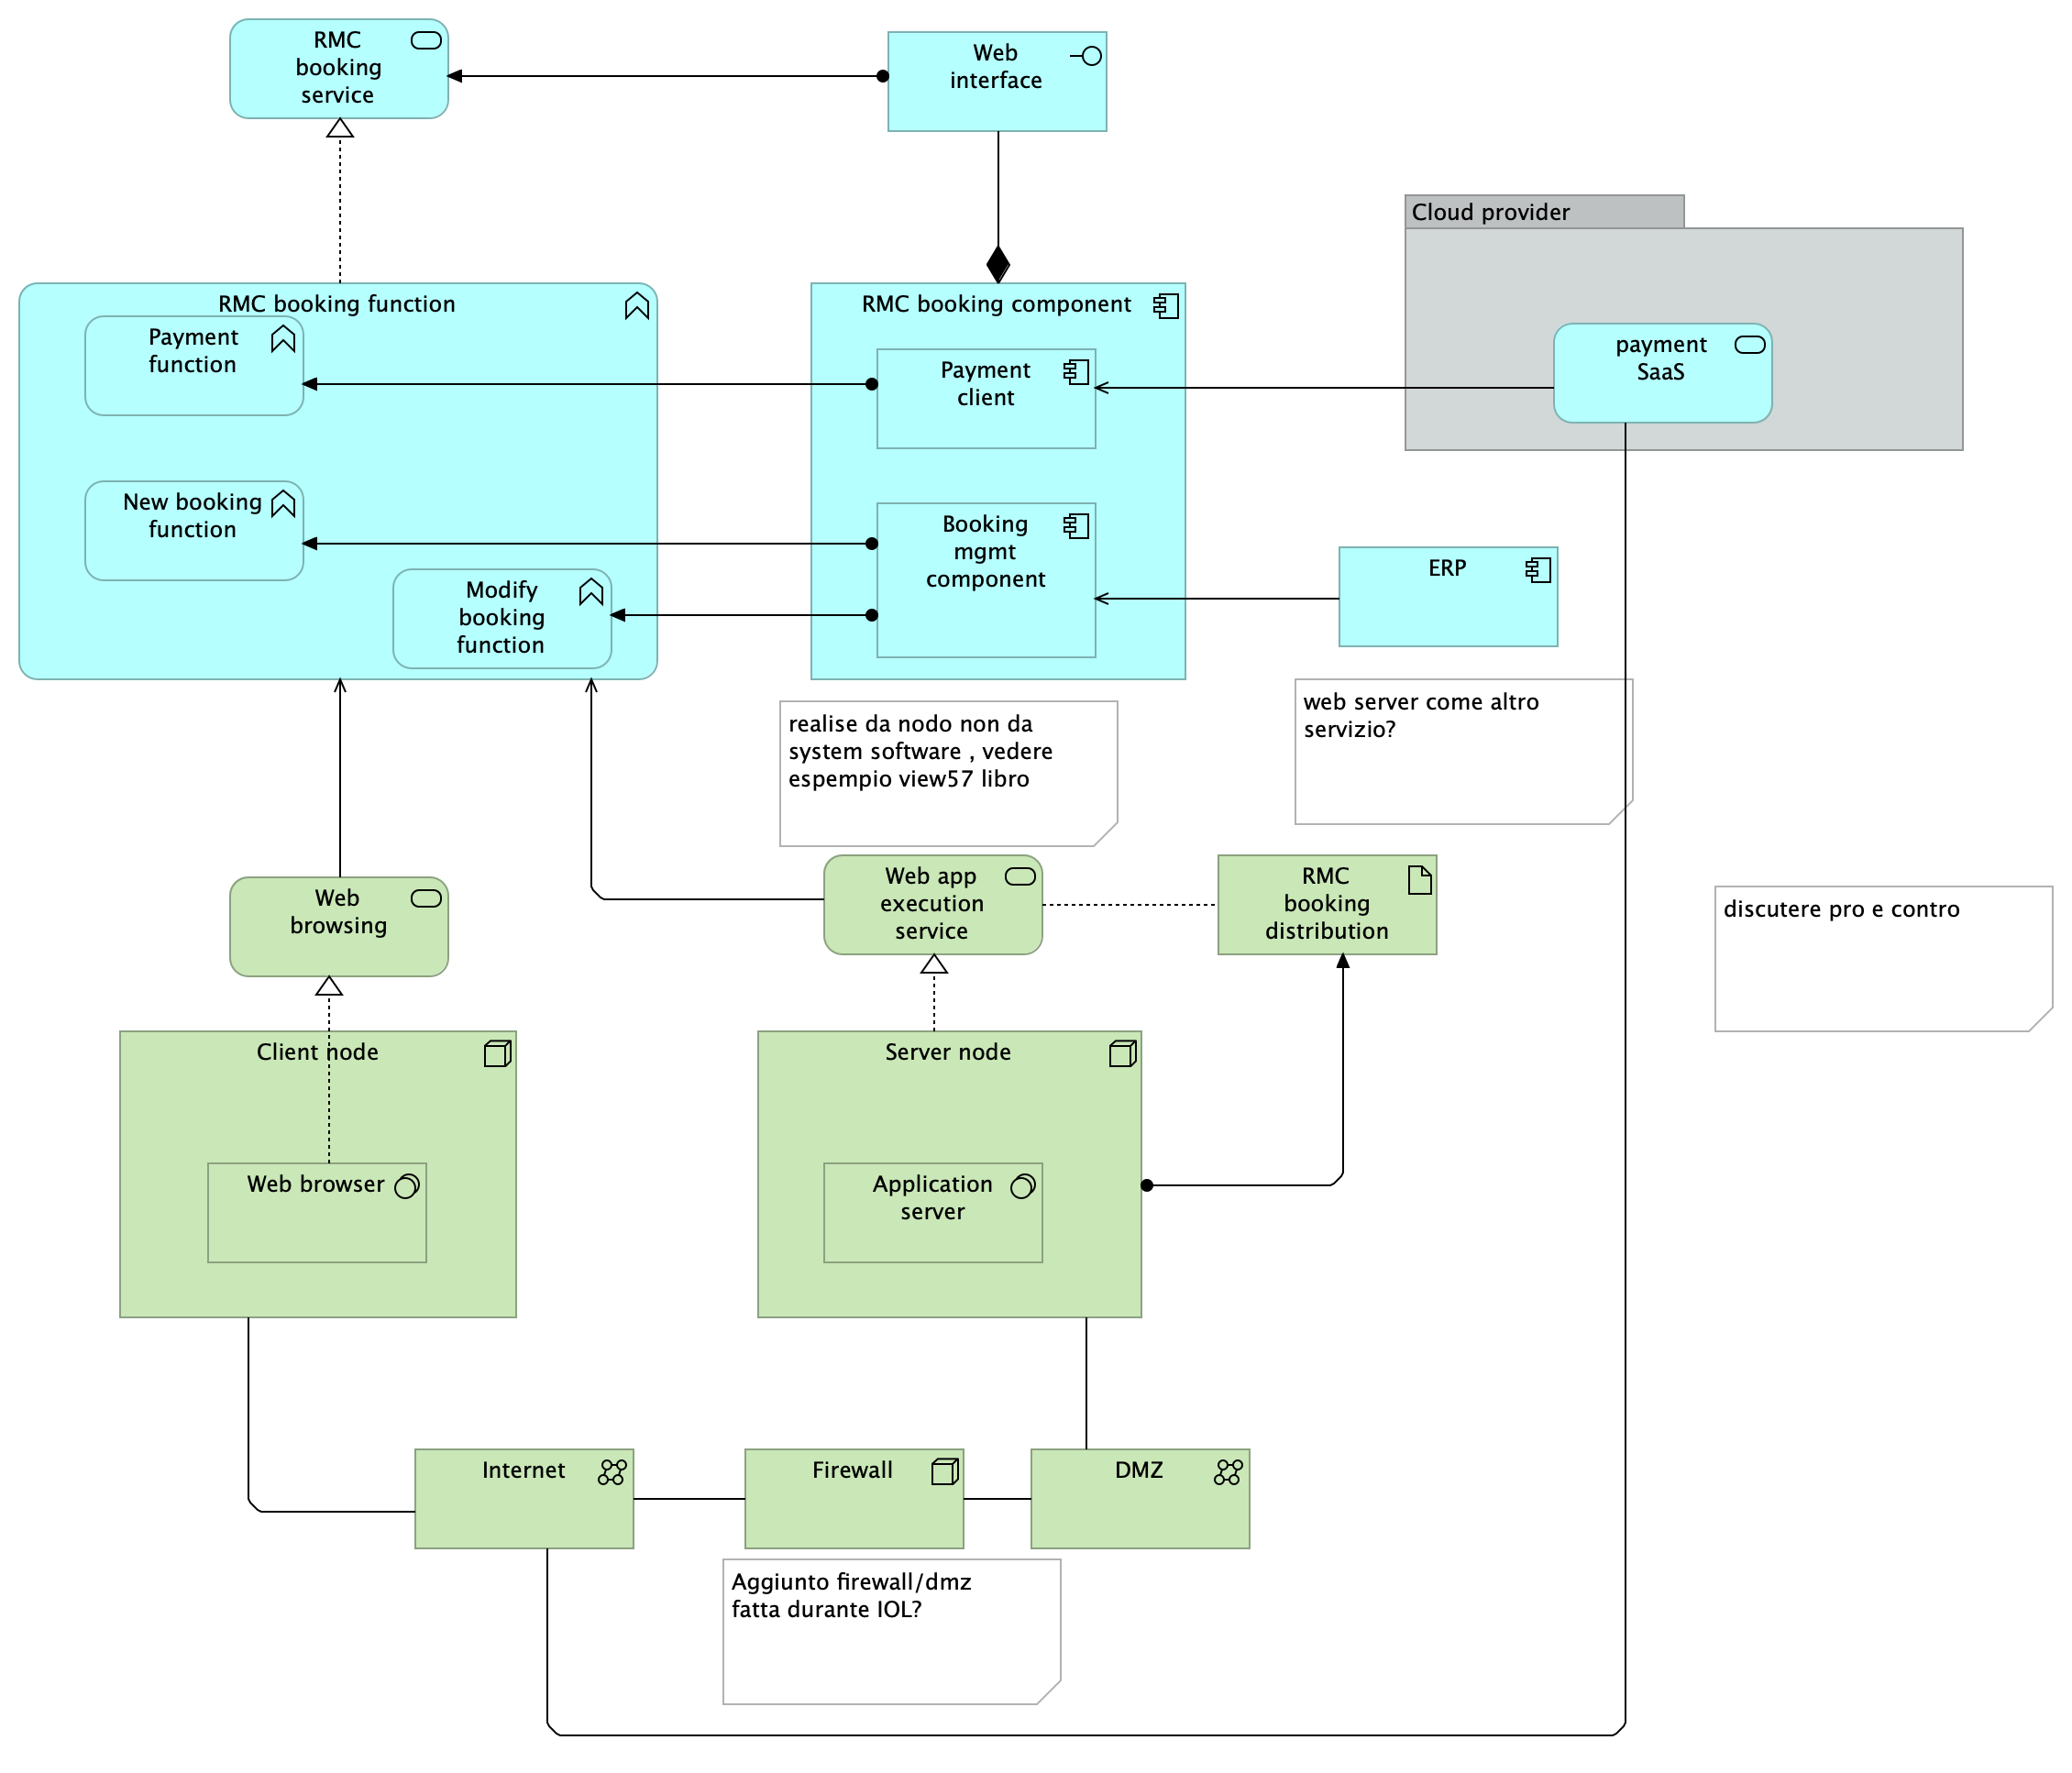 RMC
booking
service
Web
interface
Cloud provider
RMC booking function
RMC booking component
Payment
function
Payment
client
payment
SaaS
New booking
function
Booking
mgmt
component
ERP
Modify
booking
function
realise da nodo non da
system software , vedere
espempio view57 libro
web server come altro
servizio?
Web
browsing
Web app
execution
service
RMC
booking
distribution
discutere pro e contro
Client node
Server node
Web browser
Application
server
Internet
Firewall
DMZ
Aggiunto firewall/dmz
fatta durante IOL?